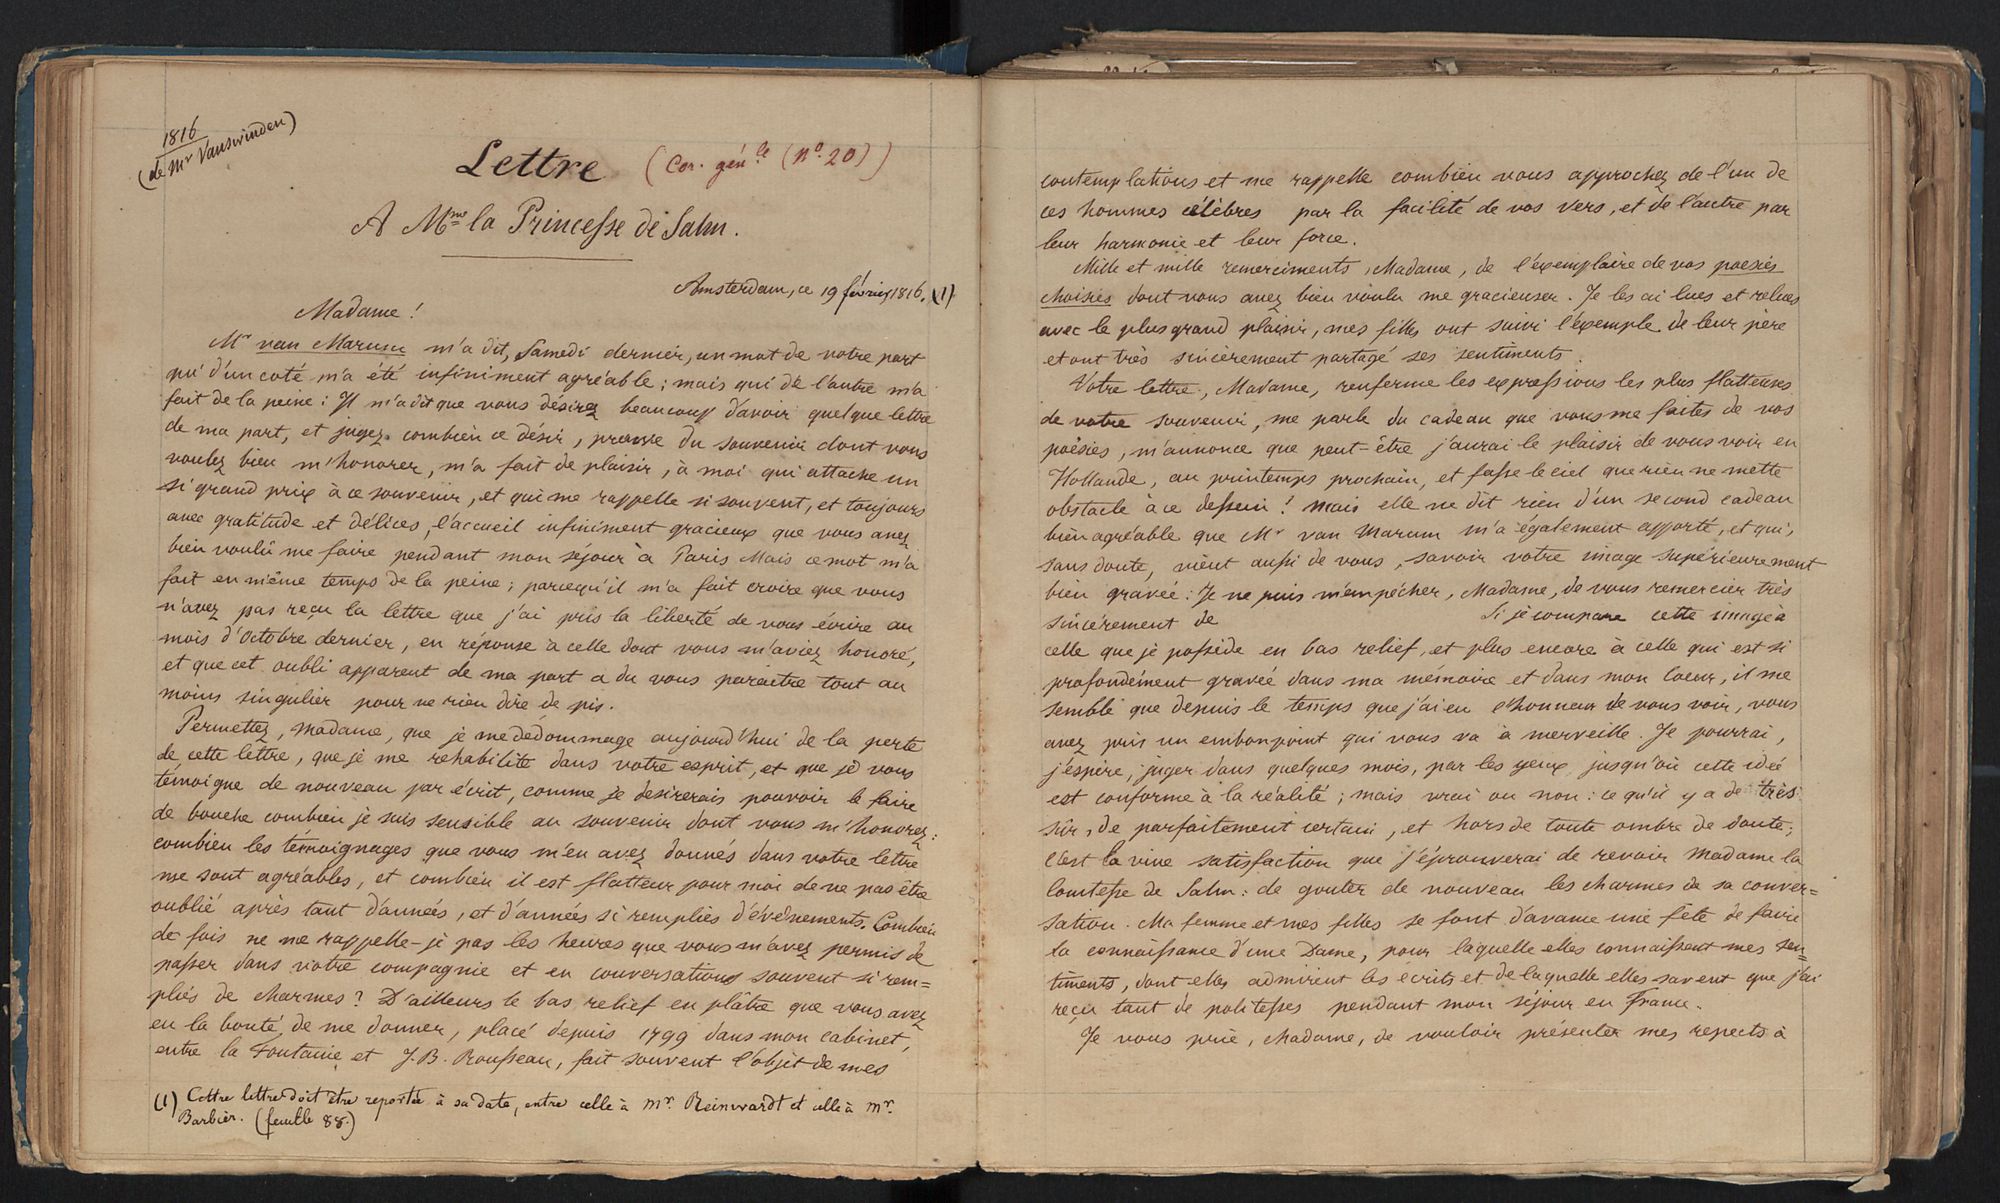 1816
(de Mr Vanswinden)
Lettre (Cor. génle (No. 20))
A Mme la Princesse de Salm.
Amsterdam, ce 19 février 1816. (1)
Madame!
Mr van Marum m'a dit, Samedi dernier, un mot de votre part
qui d'un coté m'a été infiniment agréable; mais qui de l'autre m'a
fait de la peine: Il m'a dit que vous désirez beaucoup d'avoir quelque lettre
de ma part, et jugez combien ce désir, preuve du souvenir dont vous
voulez bien m'honorer, m'a fait de plaisir, à moi qui attache un
si grand prix à ce souvenir, et qui me rappelle si souvent, et toujours
avec gratitude et délices, l'accueil infiniment gracieux que vous avez
bien voulû me faire pendant mon séjour à Paris Mais ce mot m'a
fait en même temps de la peine; parcequ'il m'a fait croire que vous
n'avez pas reçu la lettre que j'ai pris la liberté de vous écrire au
mois d'Octobre dernier, en réponse à celle dont vous m'aviez honoré,
et que cet oubli apparent de ma part a du vous paraitre tout au
moins singulier pour ne rien dire de pis.
Permettez, Madame, que je me dédommage aujourd'hui de la perte
de cette lettre, que je me rehabilite dans votre esprit, et que je vous
témoigne de nouveau par écrit, comme je desirerais pouvoir le faire
de bouche combien je suis sensible au souvenir dont vous m'honorez:
combien les témoignages que vous m'en avez donnés dans votre lettre
me sont agréables, et combien il est flatteur pour moi de ne pas être
oublié après tant d'années, et d'années si remplies d'événements. Combien
de fois ne me rappelle-je pas les heures que vous m'avez permis de
passer dans votre compagnie et en conversations souvent si rem=
plies de charmes? D'ailleurs le bas relief en plâtre que vous avez
eu la bonté de me donner, placé depuis 1799 dans mon cabinet,
entre la Fontaine et J.B. Rousseau, fait souvent l'objet de mes
(1) Cette lettre doit être reportée à sa date, entre celle à Mr. Reinwardt et celle à Mr.
Barbier. (feuille 88.)
contemplations et me rappelle combien vous approchez de l'un de
ces hommes célèbres par la facilité de vos vers, et de l'autre par
leur harmonie et leur force.
Mille et mille remerciments, Madame, de l'exemplaire de vos poesies
choisies dont vous avez bien voulu me gracieuser. Je les ai lues et relues
avec le plus grand plaisir, mes filles ont suivi l'exemple de leur père
et ont très sincèrement partagé ses sentiments.
Votre lettre, Madame, renferme les expressions les plus flatteuses
de votre souvenir, me parle du cadeau que vous me faites de vos
poésies, m'annonce que peut-être j'aurai le plaisir de vous voir en
Hollande, au printemps prochain, et fasse le ciel que rien ne mette
obstacle à ce dessein! mais elle ne dit rien d'un second cadeau
bien agréable que Mr van Marum m'a également apporté, et qui,
sans doute, vient aussi de vous, savoir votre image supérieurement
bien gravée: Je ne puis m'empécher, Madame, de vous remercier très
sincèrement de Si je compare cette image à
celle que je possède en bas relief, et plus encore à celle qui est si
profondément gravée dans ma mémoire et dans mon coeur, il me
semble que depuis le temps que j'ai eu l'honneur de vous voir, vous
avez pris un embonpoint qui vous va à merveille. Je pourrai,
j'espère, juger dans quelques mois, par les yeux, jusqu'où cette idée
est conforme à la réalité; mais vrai ou non: ce qu'il y a de très
sûr, de parfaitement certain, et hors de toute ombre de doute,
c'est la vive satisfaction que j'éprouverai de revoir Madame la
Comtesse de Salm: de gouter de nouveau les charmes de sa conver=
sation. Ma femme et mes filles se font d'avance une fête de faire
la connaissance d'une Dame, pour laquelle elles connaissent mes sen=
timents, dont elles admirent les écrits et de laquelle elles savent que j'ai
reçu tant de politesses pendant mon séjour en France.
Je vous prie, Madame, de vouloir présenter mes repects à